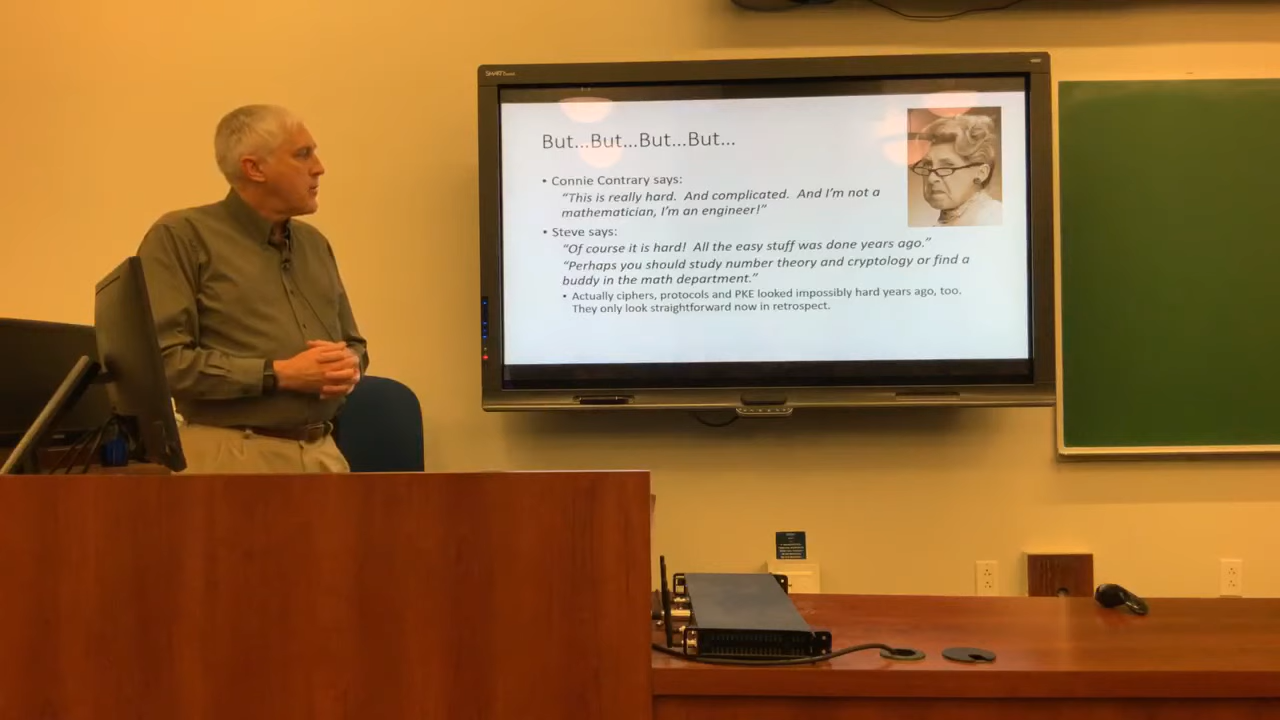 SMART
But...But...But...But...
• Connie Contrary says:
“This is really hard. And complicated. And I’m not a
mathematician, I’m an engineer!”
• Steve says:
“Of course it is hard! All the easy stuff was done years ago.”
“Perhaps you should study number theory and cryptology or find a
buddy in the math department.”
• Actually ciphers, protocols and PKE looked impossibly hard years ago, too.
They only look straightforward now in retrospect.